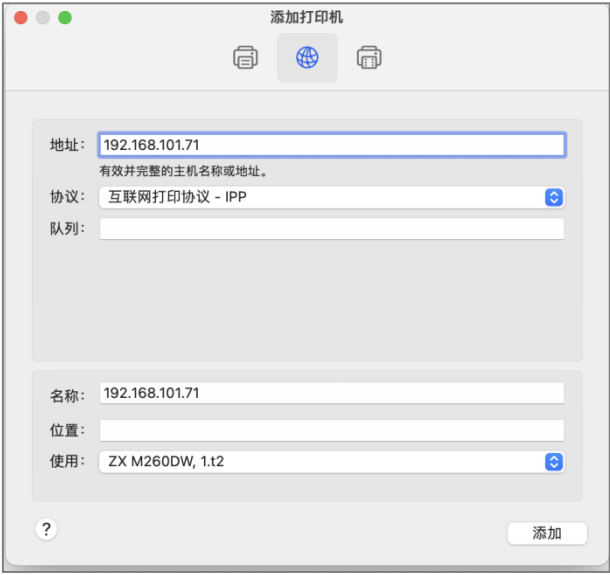 添加打印机
地址： 192.168.101.71
有效并完整的主机名称或地址。
协议： 互联网打印协议 - IPP
队列：
名称： 192.168.101.71
位置：
使用： ZX M260DW, 1.t2
?
添加